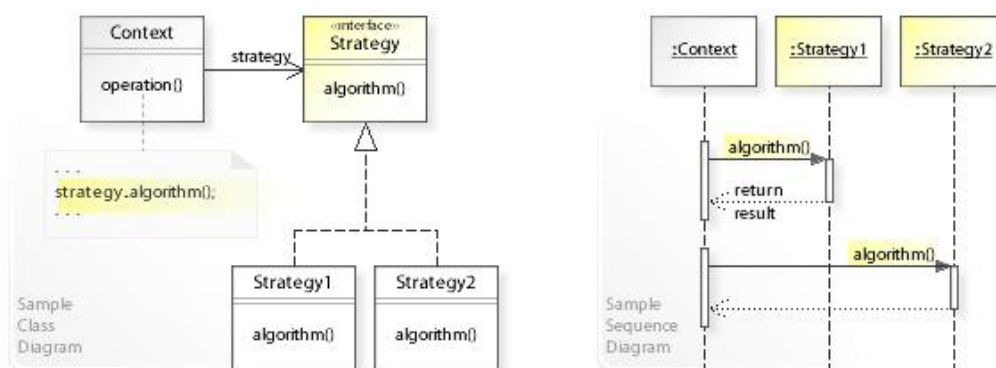 Context
operation()
strategy
«interface»
Strategy
algorithm()
. . .
strategy.algorithm();
. . .
Strategy1
algorithm()
Strategy2
algorithm()
Sample
Class
Diagram
:Context
:Strategy1
:Strategy2
algorithm()
return
result
algorithm()
Sample
Sequence
Diagram